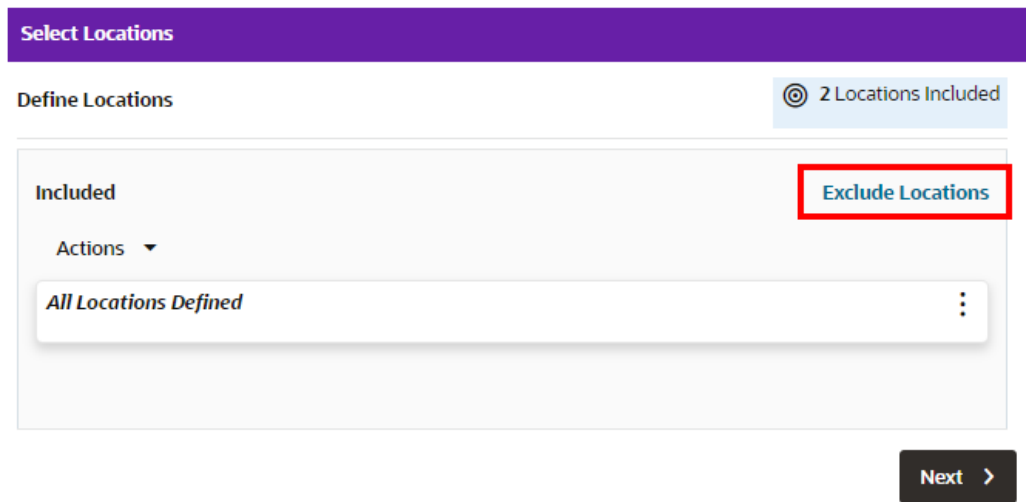 Select Locations
Define Locations
2 Locations Included
Included
Exclude Locations
Actions
All Locations Defined
Next